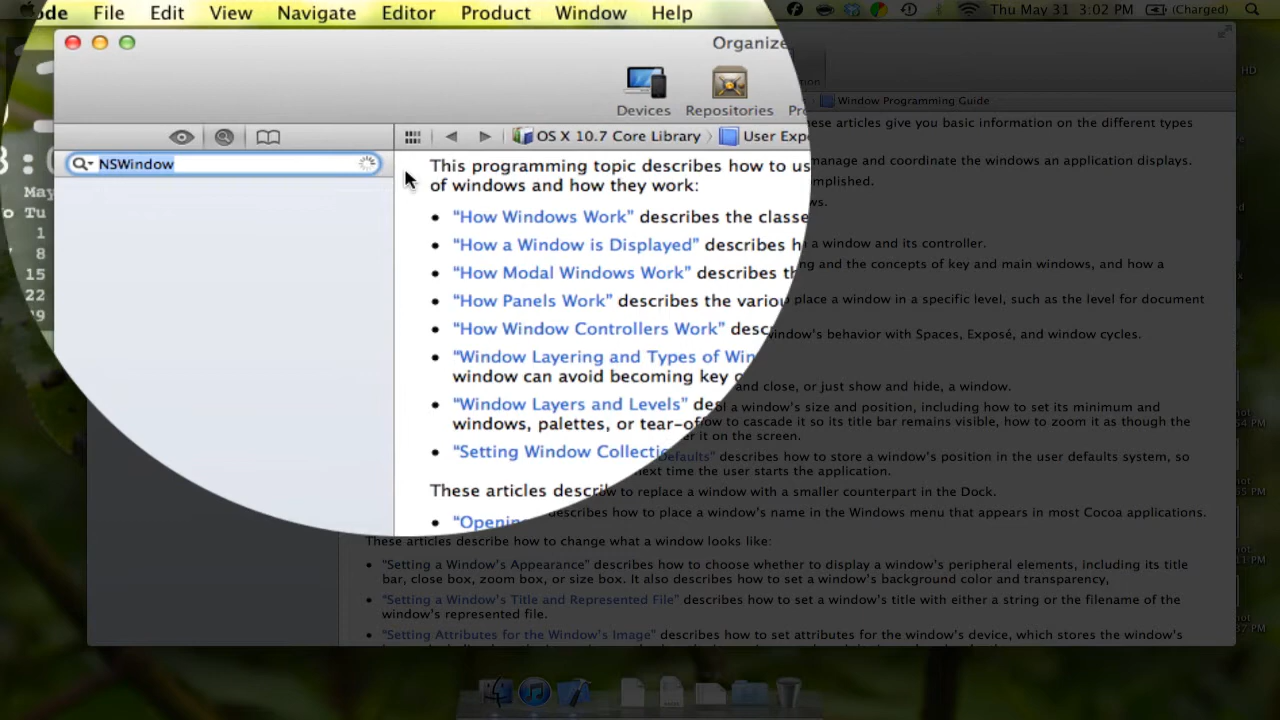 ode File Edit View Navigate Editor Product Window Help
Thu May 31 3:02 PM (Charged)
Organize
HD
Devices Repositories Pr
OS X 10.7 Core Library User Exp
Window Programming Guide
NSWindow
This programming topic describes how to us
ese articles give you basic information on the different types
of windows and how they work:
manage and coordinate the windows an application displays.
omplished.
ws.
May
o Tu
1
8
15
22
"How Windows Work" describes the classe
"How a Window is Displayed" describes h
a window and its controller.
"How Modal Windows Work" describes th
ng and the concepts of key and main windows, and how a
"How Panels Work" describes the vario
place a window in a specific level, such as the level for document
"How Window Controllers Work" desc
vindow's behavior with Spaces, Exposé, and window cycles.
"Window Layering and Types of Win
window can avoid becoming key o
and close, or just show and hide, a window.
"Window Layers and Levels" des
ol a window's size and position, including how to set its minimum and
windows, palettes, or tear-of
ow to cascade it so its title bar remains visible, how to zoom it as though the
er it on the screen.
"Setting Window Collectio
Defaults" describes how to store a window's position in the user defaults system, so
next time the user starts the application.
These articles descri
ow to replace a window with a smaller counterpart in the Dock.
"Openin
describes how to place a window's name in the Windows menu that appears in most Cocoa applications.
These articles describe how to change what a window looks like:
"Setting a Window's Appearance" describes how to choose whether to display a window's peripheral elements, including its title
bar, close box, zoom box, or size box. It also describes how to set a window's background color and transparency,
"Setting a Window's Title and Represented File" describes how to set a window's title with either a string or the filename of the
window's represented file.
"Setting Attributes for the Window's Image" describes how to set attributes for the window's device, which stores the window's